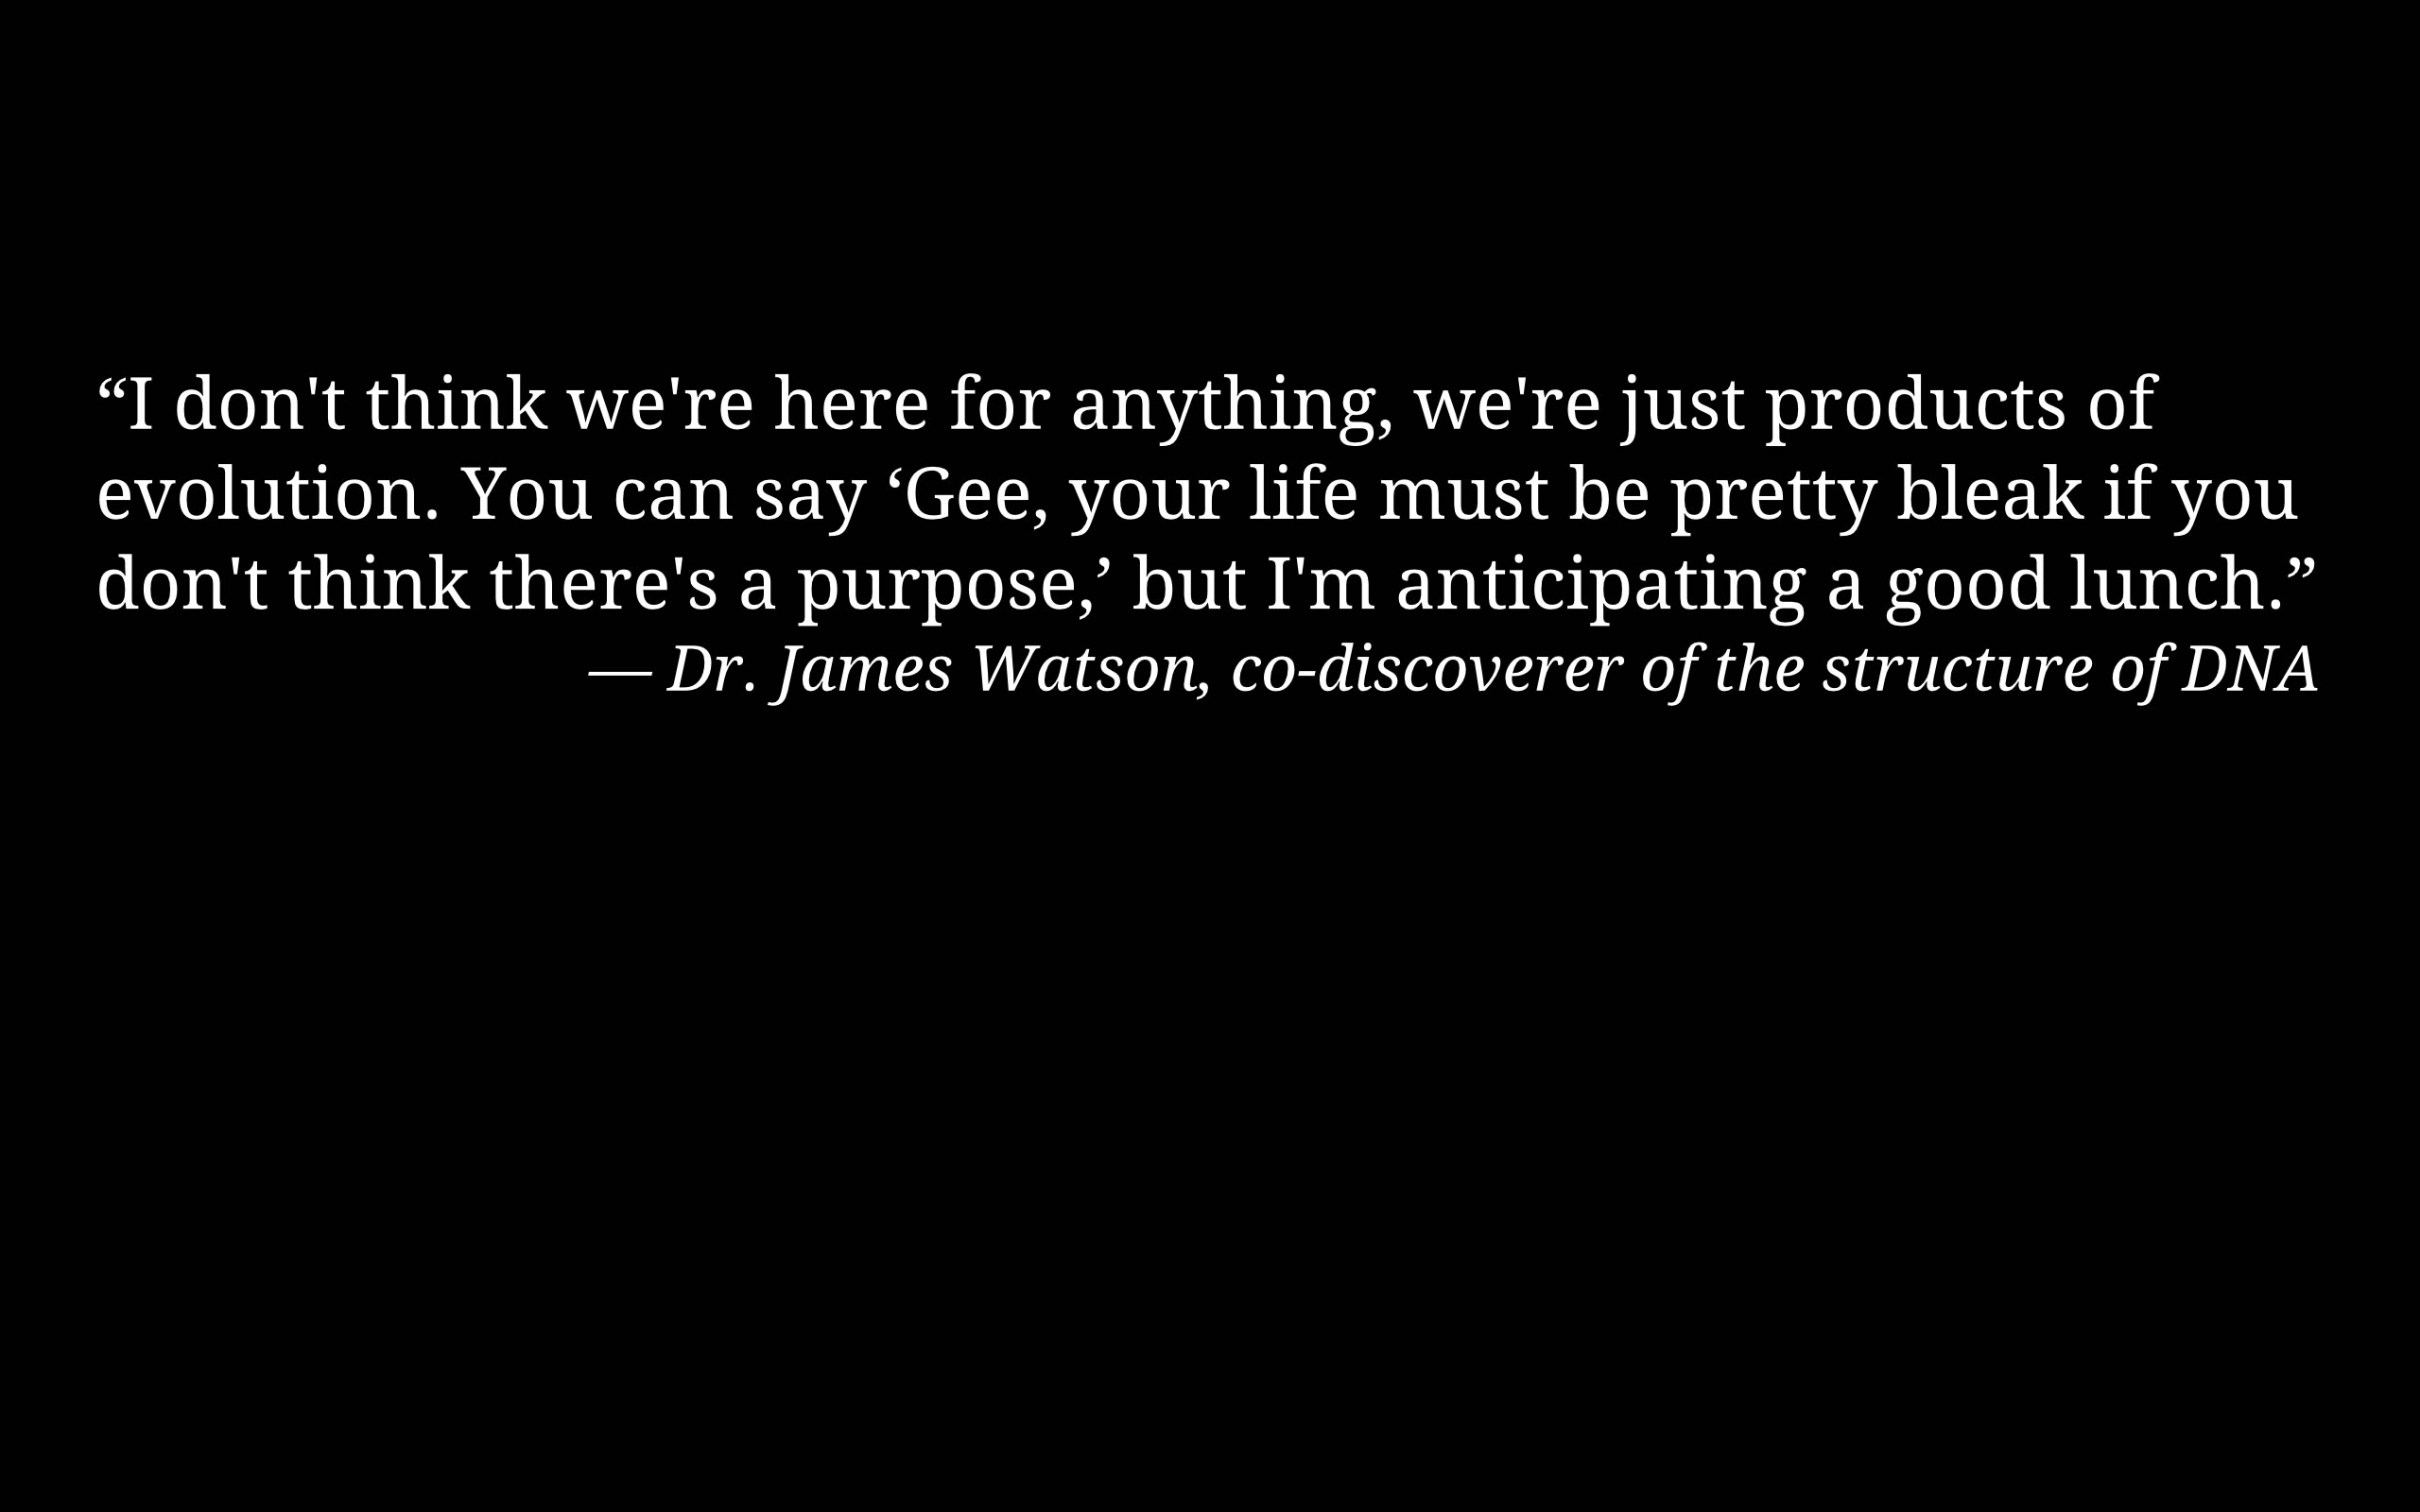 “I don't think we're here for anything, we're just products of
evolution. You can say ‘Gee, your life must be pretty bleak if you
don't think there's a purpose,’ but I'm anticipating a good lunch.”
— Dr. James Watson, co-discoverer of the structure of DNA